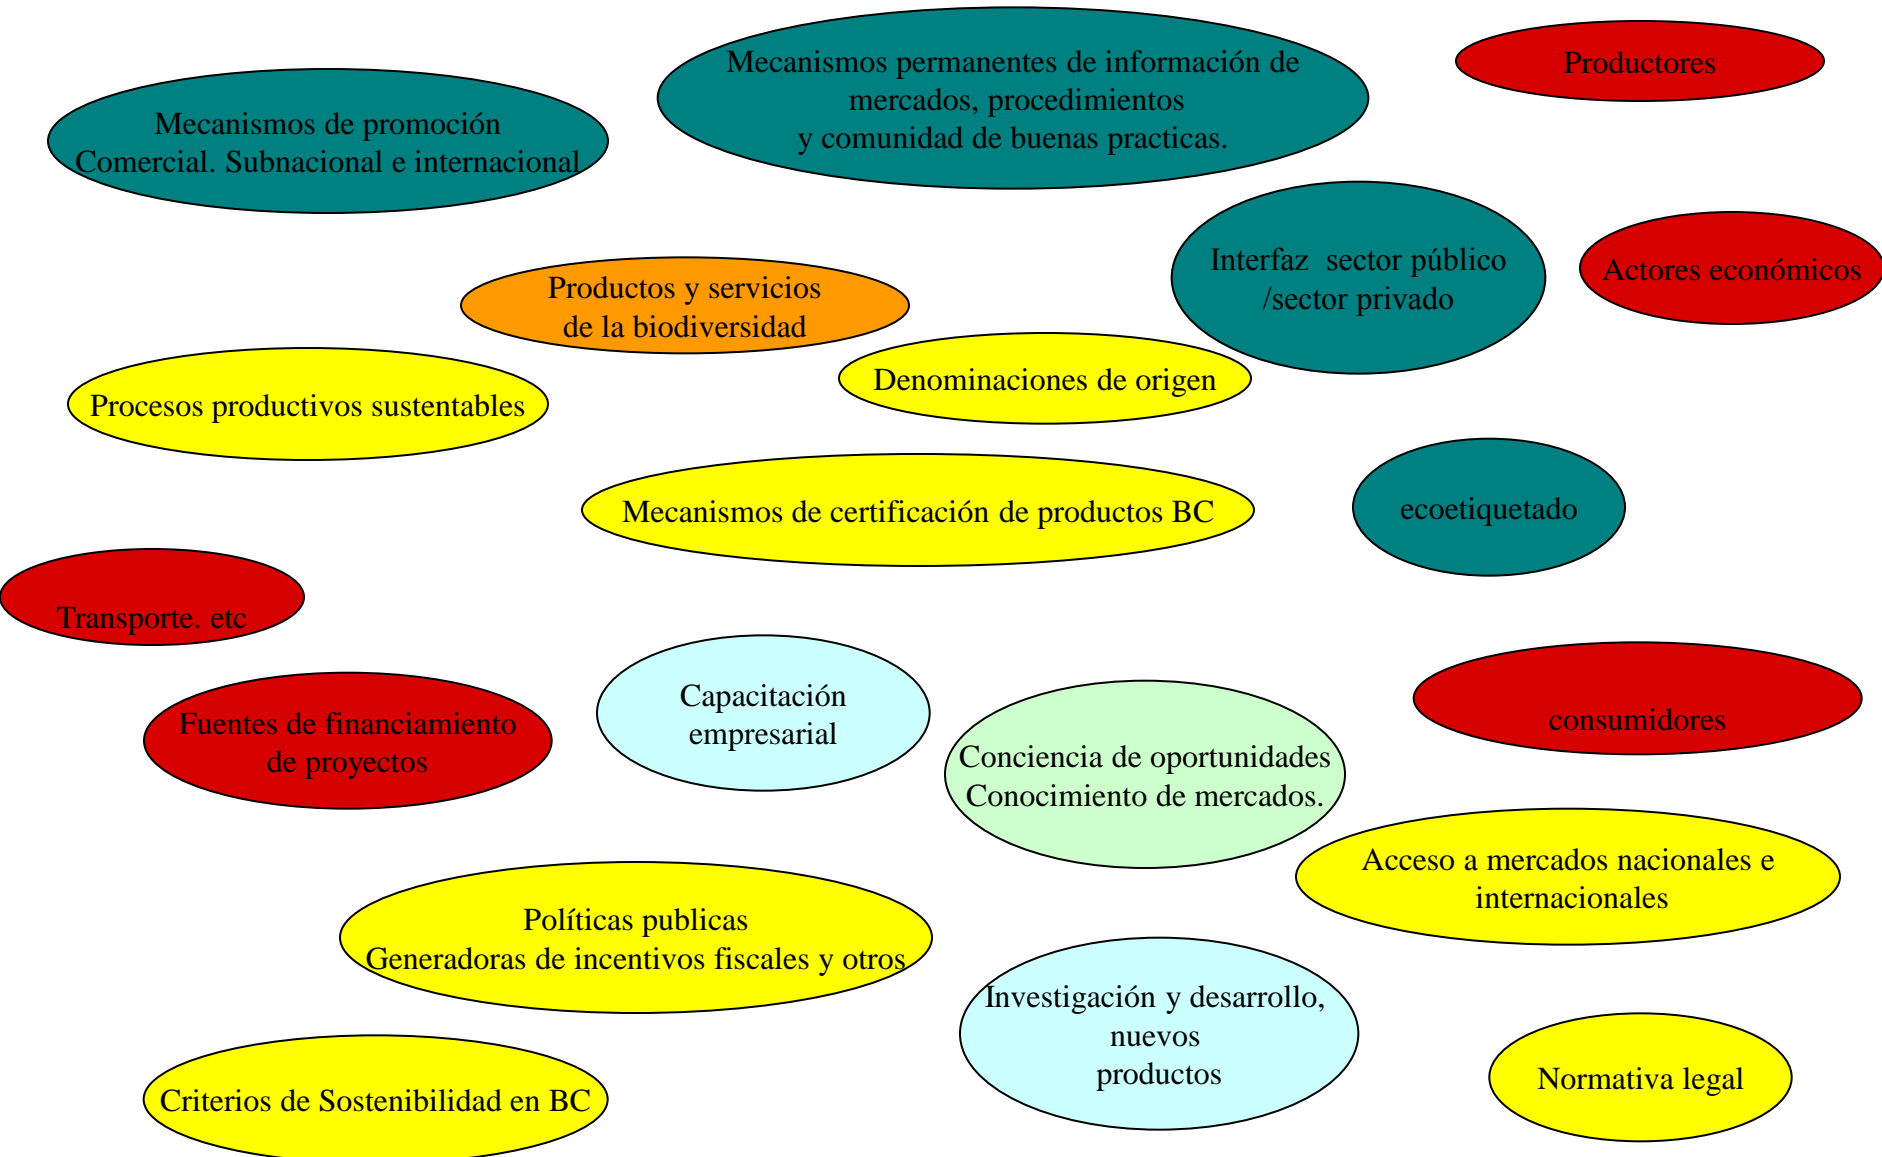 Mecanismos permanentes de información de
mercados, procedimientos
y comunidad de buenas practicas.
Productores
Mecanismos de promoción
Comercial. Subnacional e internacional
Interfaz sector público
/sector privado
Actores económicos
Productos y servicios
de la biodiversidad
Denominaciones de origen
Procesos productivos sustentables
Mecanismos de certificación de productos BC
ecoetiquetado
Transporte. etc
Capacitación
empresarial
Fuentes de financiamiento
de proyectos
consumidores
Conciencia de oportunidades
Conocimiento de mercados.
Acceso a mercados nacionales e
internacionales
Políticas publicas
Generadoras de incentivos fiscales y otros
Investigación y desarrollo,
nuevos
productos
Normativa legal
Criterios de Sostenibilidad en BC